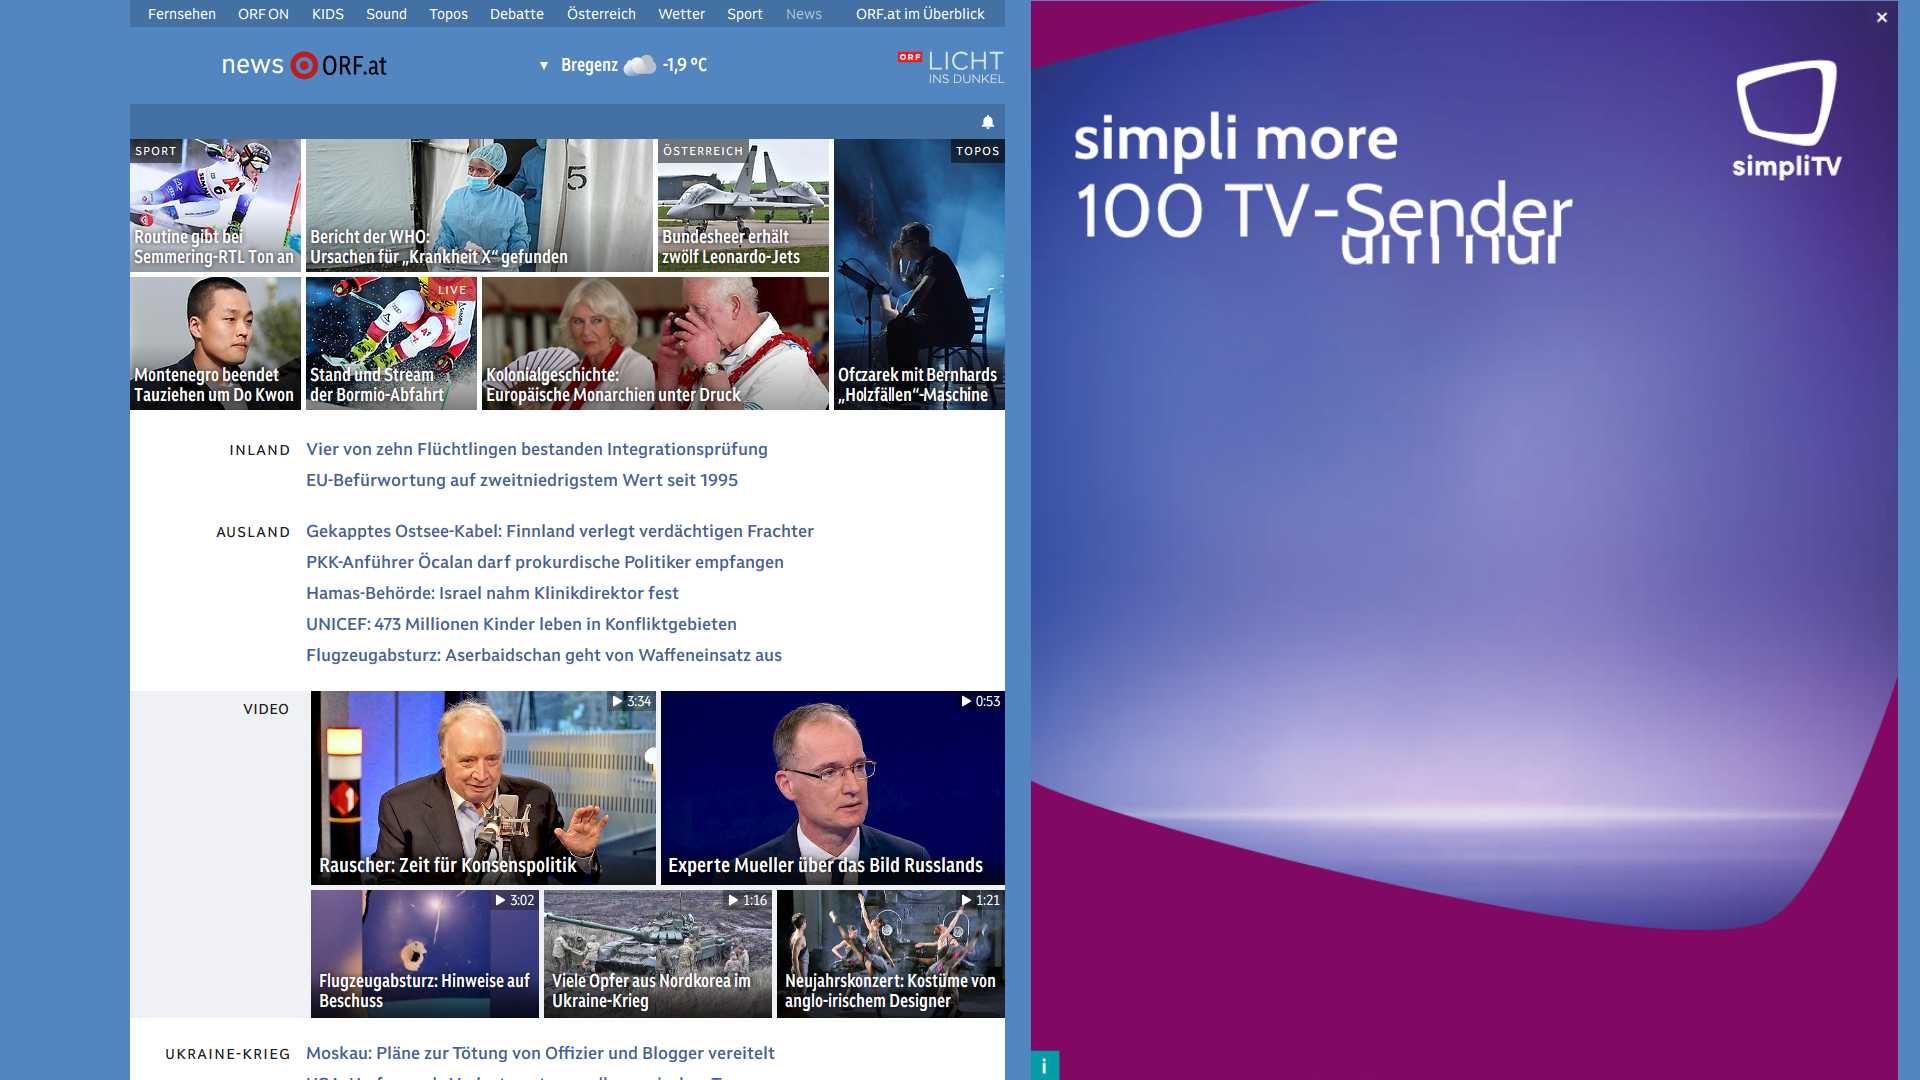 Fernsehen ORF ON KIDS Sound Topos Debatte Österreich Wetter Sport News ORF.at im Überblick
news ORF.at
▼ Bregenz -1,9 °C
ORF LICHT
INS DUNKEL
SPORT
Routine gibt bei
Semmering-RTL Ton an
5
Bericht der WHO:
Ursachen für „Krankheit X“ gefunden
ÖSTERREICH
Bundesheer erhält
zwölf Leonardo-Jets
TOPOS
Ofczarek mit Bernhards
„Holzfällen“-Maschine
Montenegro beendet
Tauziehen um Do Kwon
LIVE
Stand und Stream
der Bormio-Abfahrt
Kolonialgeschichte:
Europäische Monarchien unter Druck
INLAND
Vier von zehn Flüchtlingen bestanden Integrationsprüfung
EU-Befürwortung auf zweitniedrigstem Wert seit 1995
AUSLAND
Gekapptes Ostsee-Kabel: Finnland verlegt verdächtigen Frachter
PKK-Anführer Öcalan darf prokurdische Politiker empfangen
Hamas-Behörde: Israel nahm Klinikdirektor fest
UNICEF: 473 Millionen Kinder leben in Konfliktgebieten
Flugzeugabsturz: Aserbaidschan geht von Waffeneinsatz aus
VIDEO
3:34
Rauscher: Zeit für Konsenspolitik
0:53
Experte Mueller über das Bild Russlands
3:02
Flugzeugabsturz: Hinweise auf
Beschuss
1:16
Viele Opfer aus Nordkorea im
Ukraine-Krieg
1:21
Neujahrskonzert: Kostüme von
anglo-irischem Designer
UKRAINE-KRIEG
Moskau: Pläne zur Tötung von Offizier und Blogger vereitelt
simpli more
100 TV-Sender
um nur
simpliTV